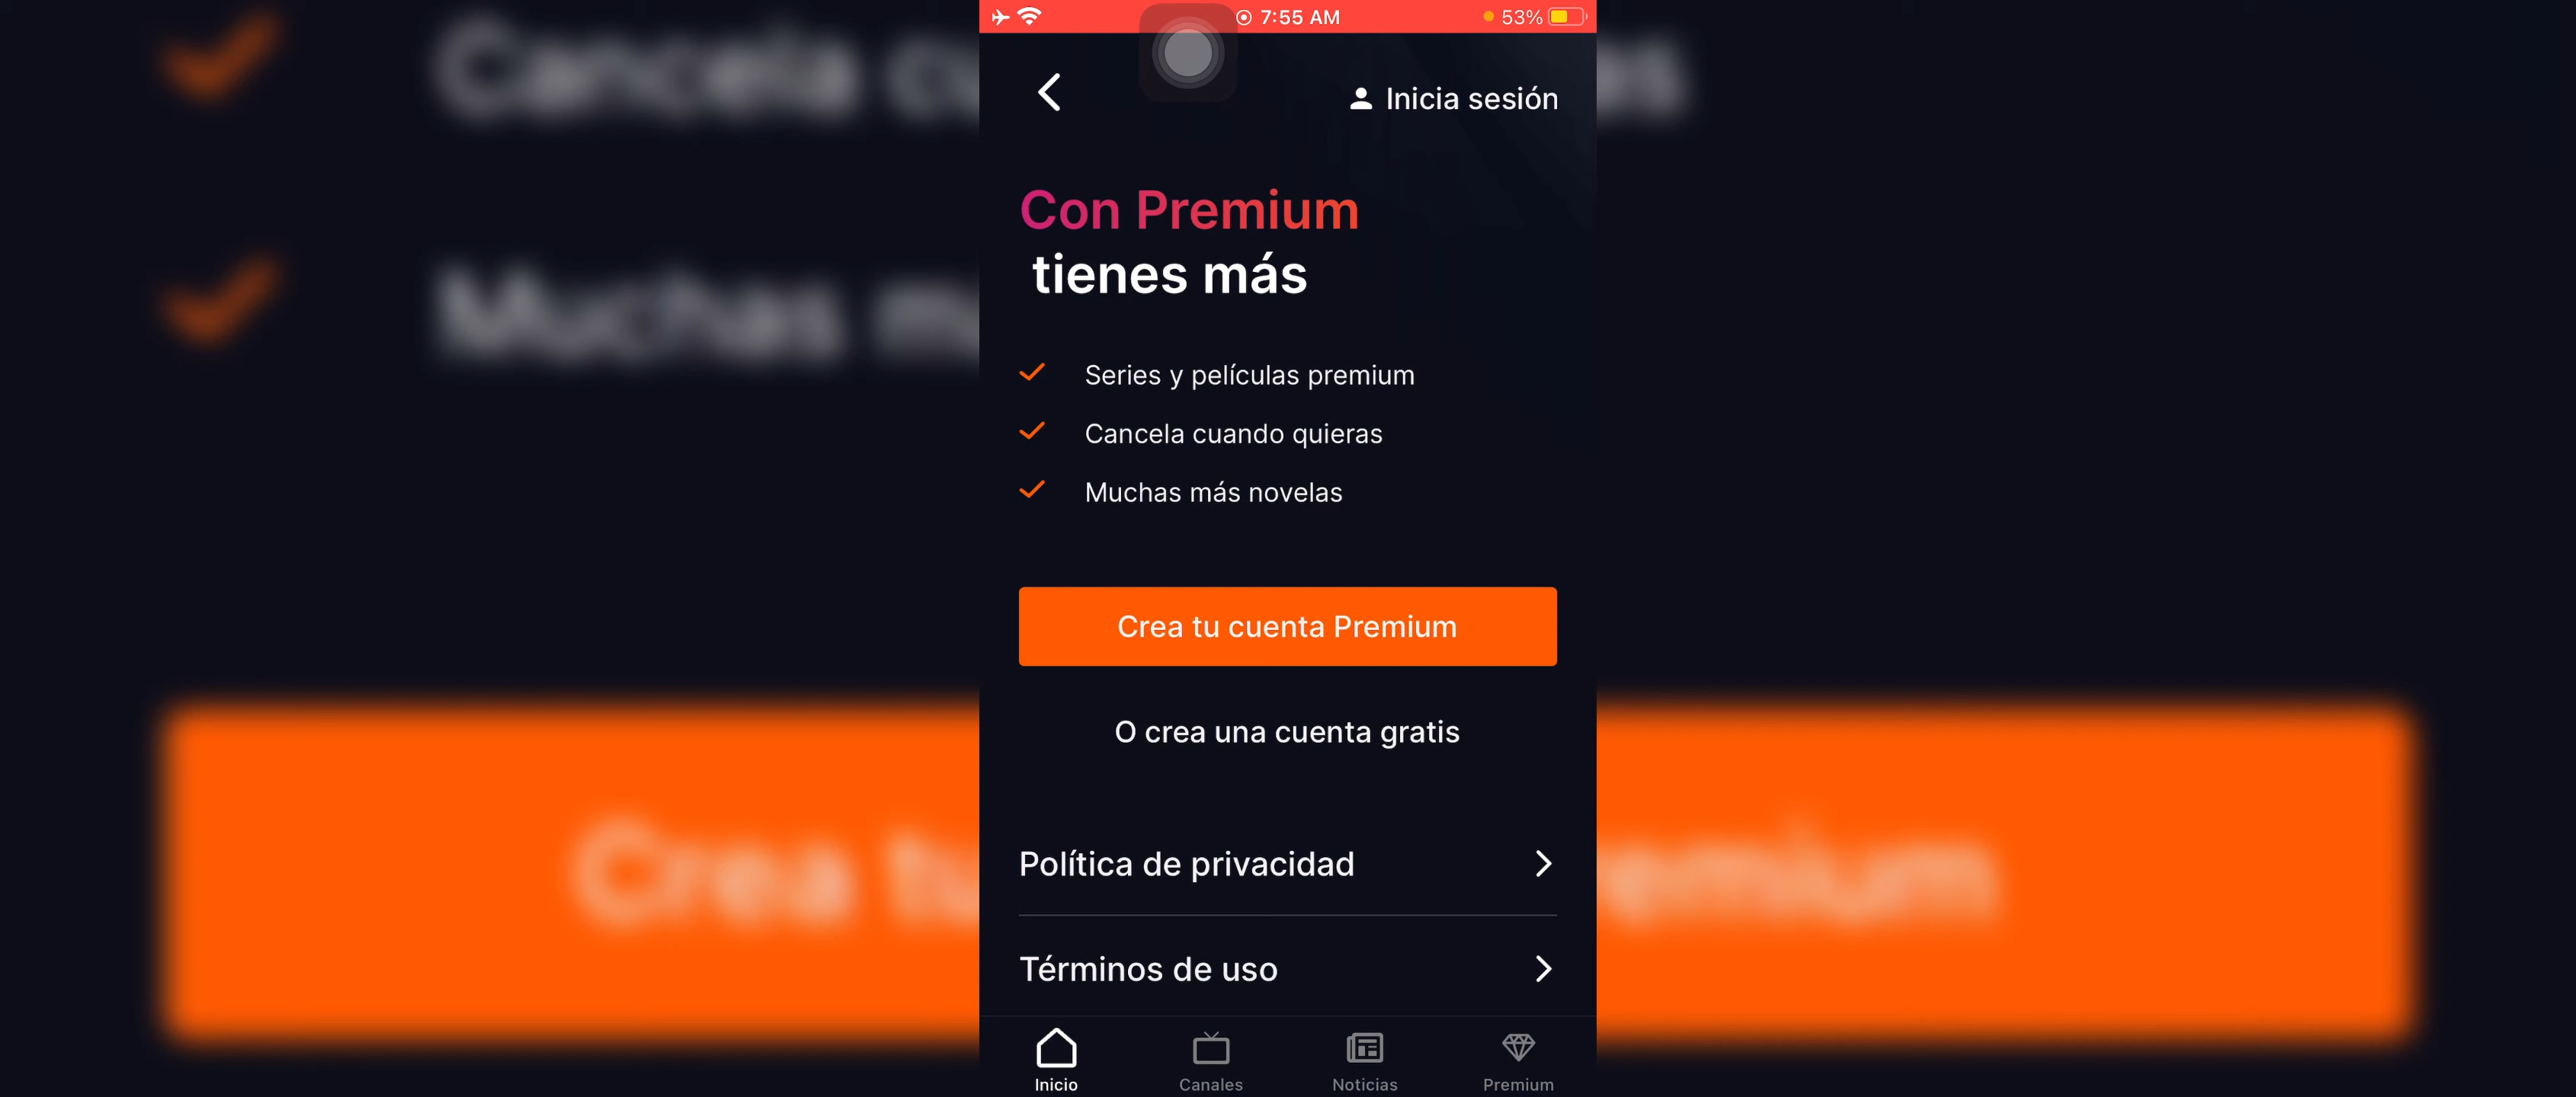 7:55 AM
53%
Inicia sesión
Con Premium
tienes más
Series y películas premium
Cancela cuando quieras
Muchas más novelas
Crea tu cuenta Premium
O crea una cuenta gratis
Política de privacidad
Términos de uso
Inicio
Canales
Noticias
Premium